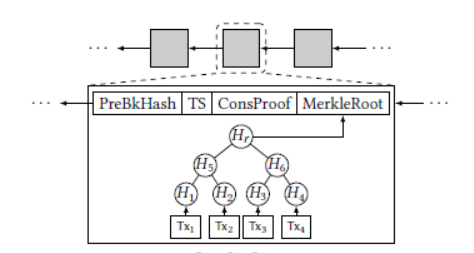 ... ...
... PreBkHash TS ConsProof MerkleRoot ...
Hr
H5 H6
H1 H2 H3 H4
Tx1 Tx2 Tx3 Tx4